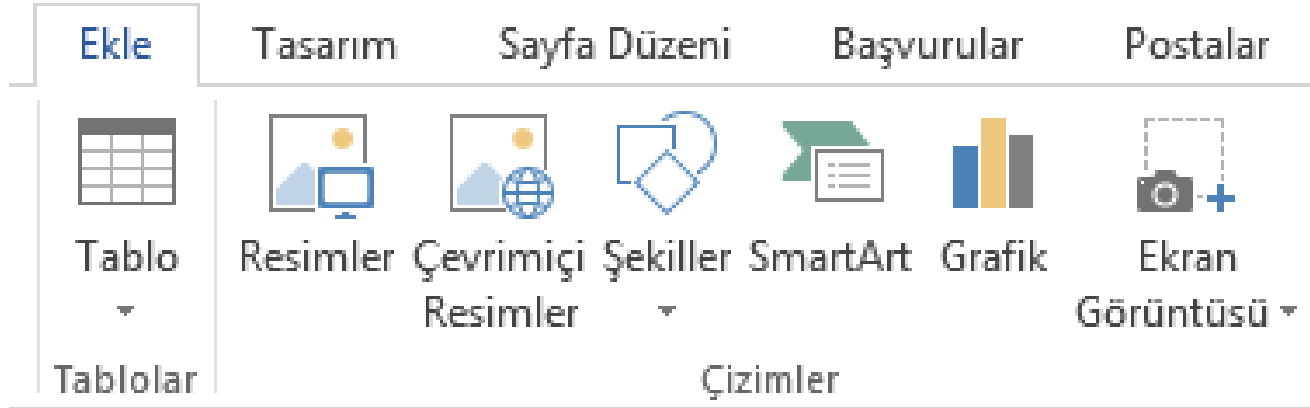 Ekle Tasarım Sayfa Düzeni Başvurular Postalar
Tablo Resimler Çevrimiçi Şekiller SmartArt Grafik Ekran
Resimler Görüntüsü
Tablolar Çizimler